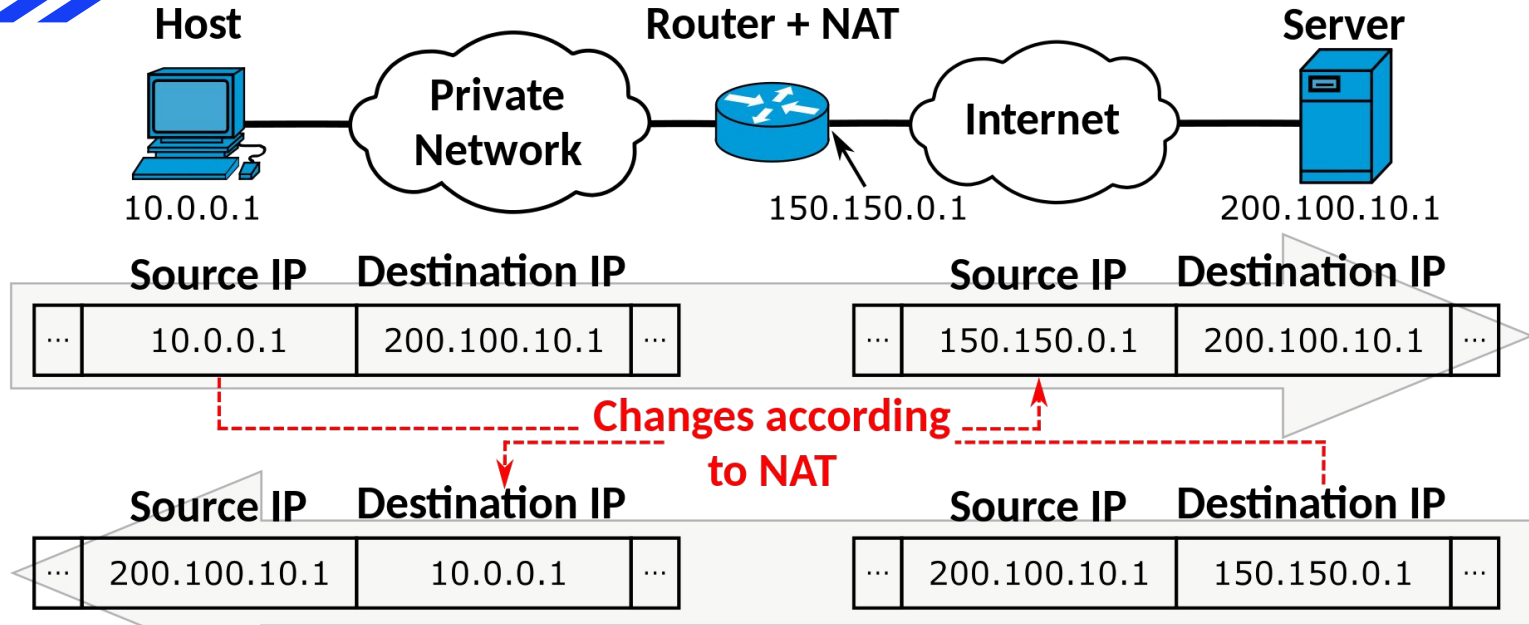 Host
Router + NAT
Server
Private
Network
Internet
10.0.0.1
150.150.0.1
200.100.10.1
Source IP Destination IP
Source IP Destination IP
... 10.0.0.1 200.100.10.1 ...
... 150.150.0.1 200.100.10.1 ...
Changes according
to NAT
Source IP Destination IP
Source IP Destination IP
... 200.100.10.1 10.0.0.1 ...
... 200.100.10.1 150.150.0.1 ...